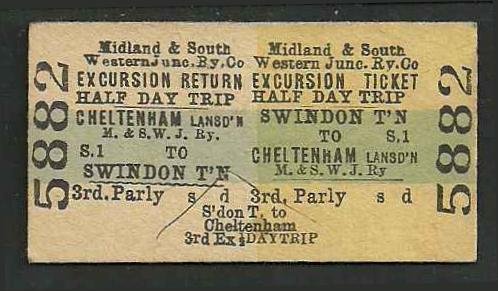 5882
Midland & South
Western Junc. Ry. Co
EXCURSION RETURN
HALF DAY TRIP
CHELTENHAM LANSD'N
M. & S. W. J. Ry.
S.1 TO
SWINDON T'N
3rd. Parly s d
Midland & South
Western Junc. Ry. Co
EXCURSION TICKET
HALF DAY TRIP
SWINDON T'N
TO S.1
CHELTENHAM LANSD'N
M. & S. W. J. Ry
3rd. Parly s d
S'don T. to
Cheltenham
3rd Ex ½DAYTRIP
5882